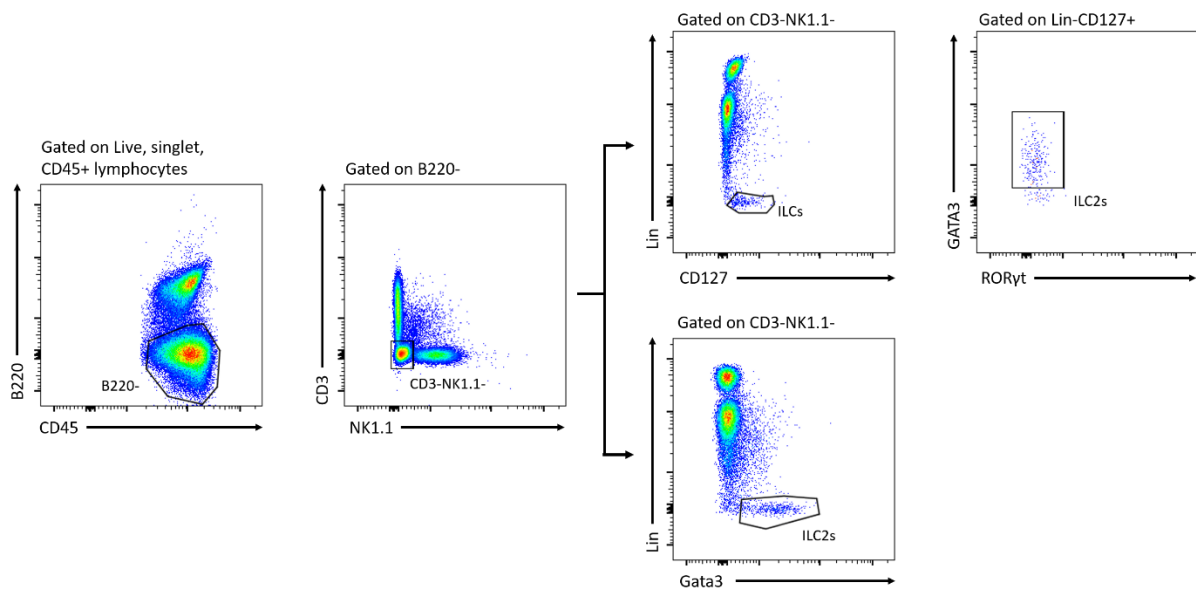 Gated on Live, singlet,
CD45+ lymphocytes
B220
B220-
CD45
Gated on B220-
CD3
CD3-NK1.1-
NK1.1
Gated on CD3-NK1.1-
Lin
ILCs
CD127
Gated on Lin-CD127+
GATA3
ILC2s
RORγt
Gated on CD3-NK1.1-
Lin
ILC2s
Gata3